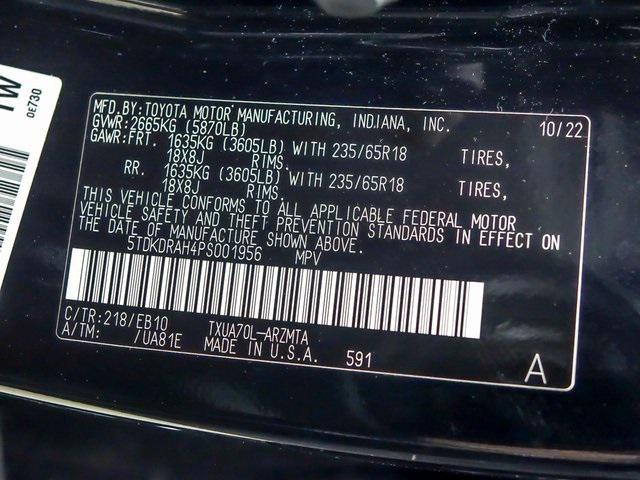 MFD.BY:TOYOTA MOTOR MANUFACTURING, INDIANA, INC. 10/22
GVWR:2665KG (5870LB)
GAWR:FRT. 1635KG (3605LB) WITH 235/65R18 TIRES,
18X8J RIMS.
RR. 1635KG (3605LB) WITH 235/65R18 TIRES,
18X8J RIMS.
THIS VEHICLE CONFORMS TO ALL APPLICABLE FEDERAL MOTOR
VEHICLE SAFETY AND THEFT PREVENTION STANDARDS IN EFFECT ON
THE DATE OF MANUFACTURE SHOWN ABOVE.
5TDKDRAH4PS001956 MPV
C/TR:218/EB10 TXUA70L-ARZMTA
A/TM: /UA81E MADE IN U.S.A. 591
A
0E730